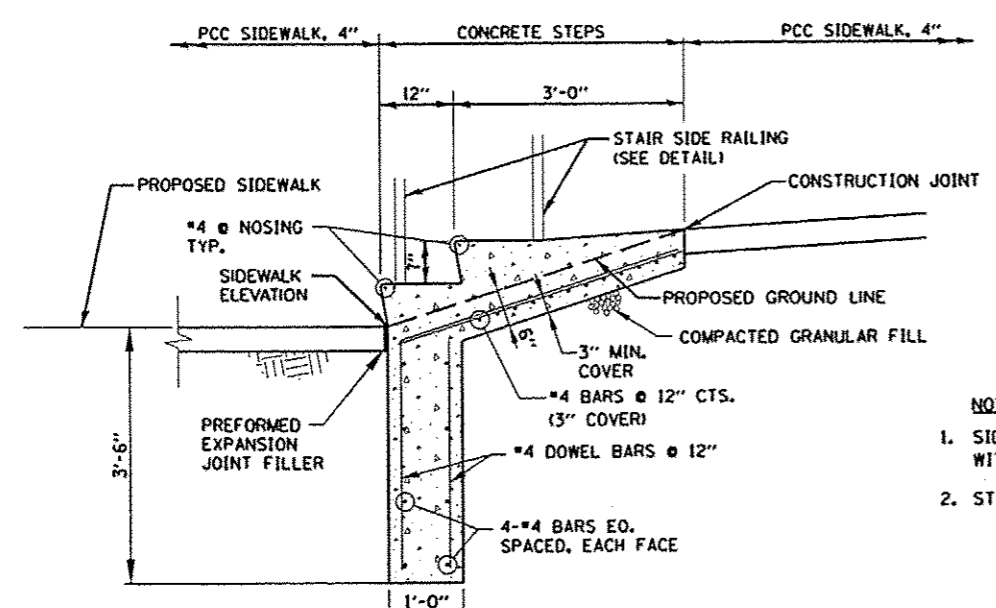 PCC SIDEWALK, 4"
CONCRETE STEPS
PCC SIDEWALK, 4"
12"
3'-0"
STAIR SIDE RAILING
(SEE DETAIL)
PROPOSED SIDEWALK
CONSTRUCTION JOINT
#4 @ NOSING
TYP.
7"
SIDEWALK
ELEVATION
PROPOSED GROUND LINE
6"
COMPACTED GRANULAR FILL
3" MIN.
COVER
#4 BARS @ 12" CTS.
(3" COVER)
PREFORMED
EXPANSION
JOINT FILLER
3'-6"
#4 DOWEL BARS @ 12"
4-#4 BARS EQ.
SPACED, EACH FACE
1'-0"
1.
2. ST